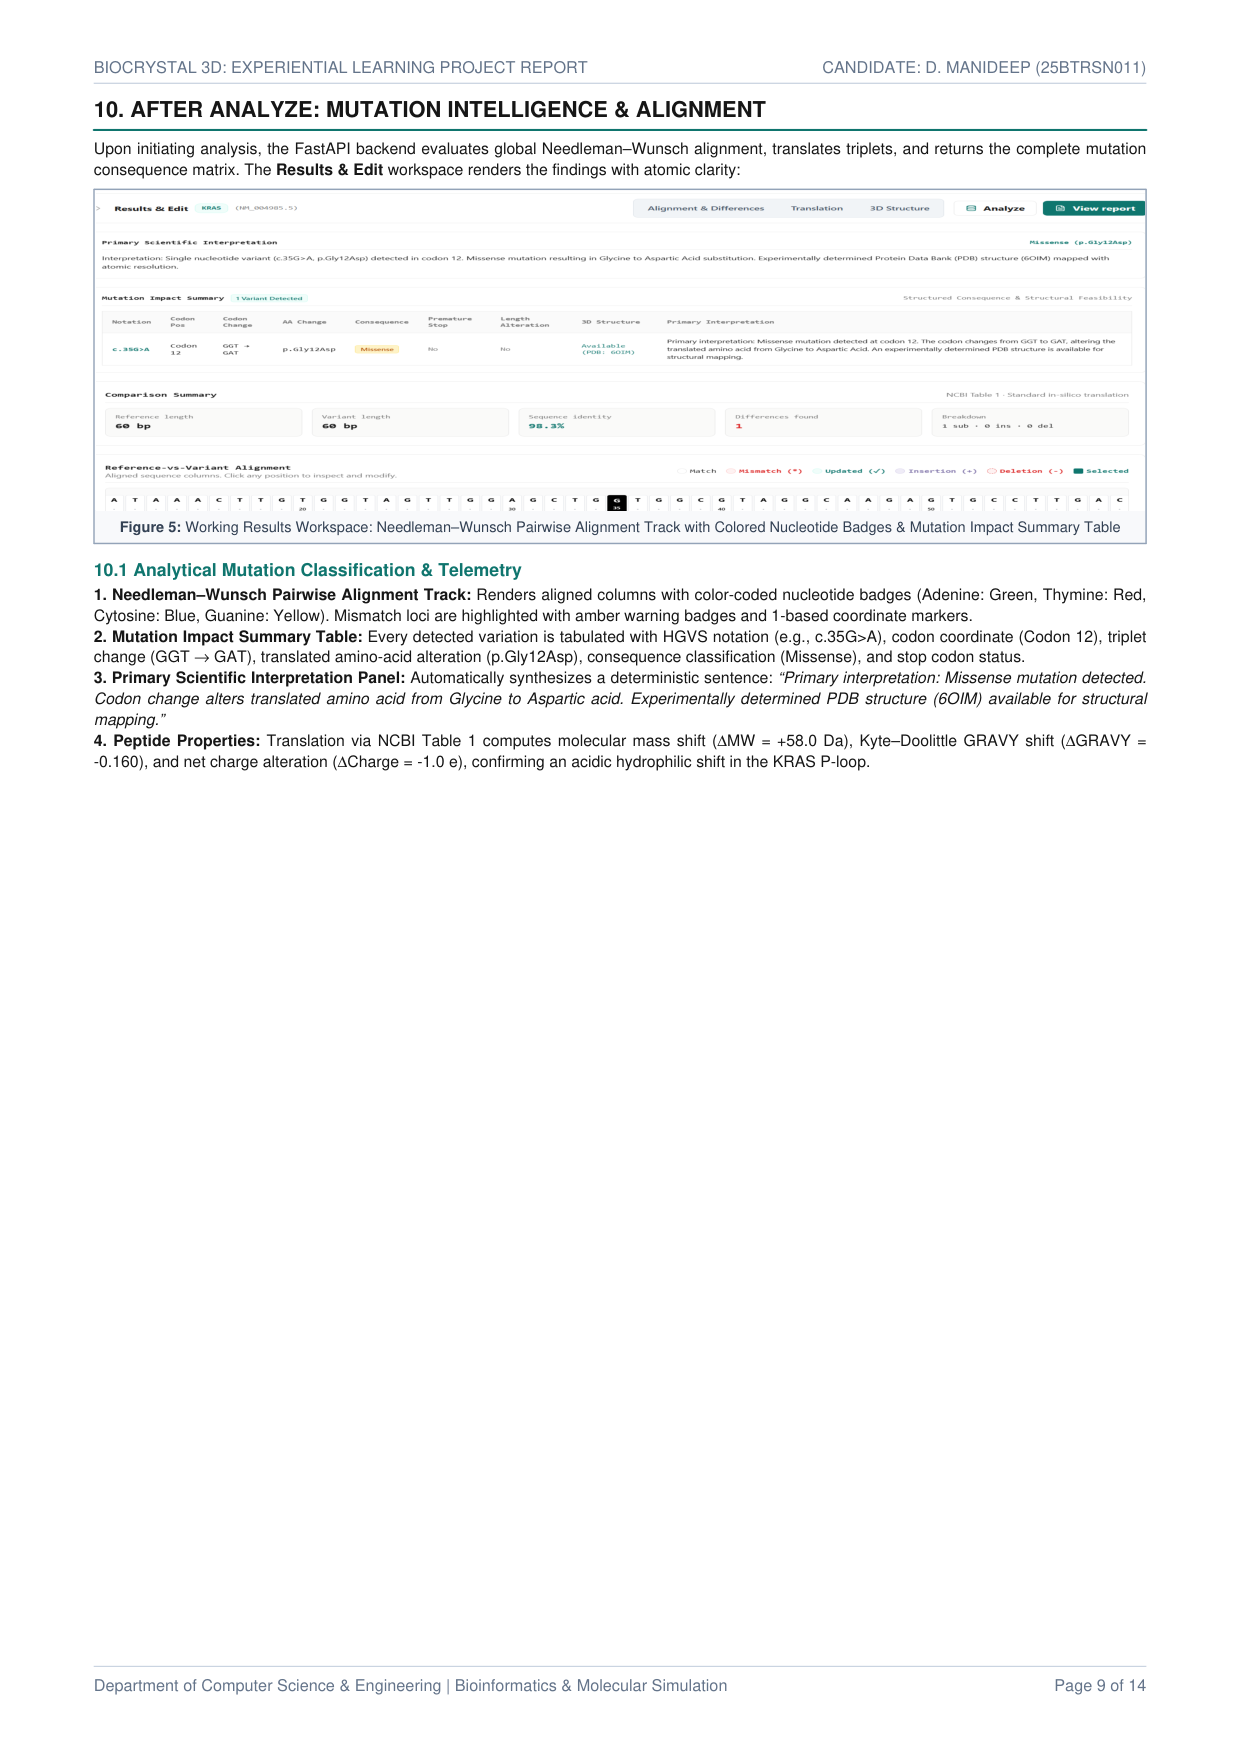 BIOCRYSTAL 3D: EXPERIENTIAL LEARNING PROJECT REPORT CANDIDATE: D. MANIDEEP (25BTRSN011)
10. AFTER ANALYZE: MUTATION INTELLIGENCE & ALIGNMENT
Upon initiating analysis, the FastAPI backend evaluates global Needleman–Wunsch alignment, translates triplets, and returns the complete mutation
consequence matrix. The Results & Edit workspace renders the findings with atomic clarity:
> Results & Edit KRAS (NM_004985.5) Alignment & Differences Translation 3D Structure Analyze View report
Primary Scientific Interpretation Missense (p.Gly12Asp)
Interpretation: Single nucleotide variant (c.35G>A, p.Gly12Asp) detected in codon 12. Missense mutation resulting in Glycine to Aspartic Acid substitution. Experimentally determined Protein Data Bank (PDB) structure (6OIM) mapped with
atomic resolution.
Mutation Impact Summary 1 Variant Detected Structured Consequence & Structural Feasibility
Notation Codon Pos Codon Change AA Change Consequence Premature Stop Length Alteration 3D Structure Primary Interpretation
c.35G>A Codon 12 GGT → GAT p.Gly12Asp Missense No No Available (PDB: 6OIM) Primary interpretation: Missense mutation detected at codon 12. The codon changes from GGT to GAT, altering the
translated amino acid from Glycine to Aspartic Acid. An experimentally determined PDB structure is available for
structural mapping.
Comparison Summary NCBI Table 1 · Standard in-silico translation
Reference length Variant length Sequence identity Differences found Breakdown
60 bp 60 bp 98.3% 1 1 sub · 0 ins · 0 del
Reference-vs-Variant Alignment
Aligned sequence columns. Click any position to inspect and modify.
Match Mismatch (*) Updated (✓) Insertion (+) Deletion (-) Selected
A T A A A C T T G T G G T A G T T G G A G C T G G T G G C G T A G G C A A G A G T G C C T T G A C
20 30 35 40 50
Figure 5: Working Results Workspace: Needleman–Wunsch Pairwise Alignment Track with Colored Nucleotide Badges & Mutation Impact Summary Table
10.1 Analytical Mutation Classification & Telemetry
1. Needleman–Wunsch Pairwise Alignment Track: Renders aligned columns with color-coded nucleotide badges (Adenine: Green, Thymine: Red,
Cytosine: Blue, Guanine: Yellow). Mismatch loci are highlighted with amber warning badges and 1-based coordinate markers.
2. Mutation Impact Summary Table: Every detected variation is tabulated with HGVS notation (e.g., c.35G>A), codon coordinate (Codon 12), triplet
change (GGT → GAT), translated amino-acid alteration (p.Gly12Asp), consequence classification (Missense), and stop codon status.
3. Primary Scientific Interpretation Panel: Automatically synthesizes a deterministic sentence: “Primary interpretation: Missense mutation detected.
Codon change alters translated amino acid from Glycine to Aspartic acid. Experimentally determined PDB structure (6OIM) available for structural
mapping.”
4. Peptide Properties: Translation via NCBI Table 1 computes molecular mass shift (ΔMW = +58.0 Da), Kyte–Doolittle GRAVY shift (ΔGRAVY =
-0.160), and net charge alteration (ΔCharge = -1.0 e), confirming an acidic hydrophilic shift in the KRAS P-loop.
Department of Computer Science & Engineering | Bioinformatics & Molecular Simulation Page 9 of 14